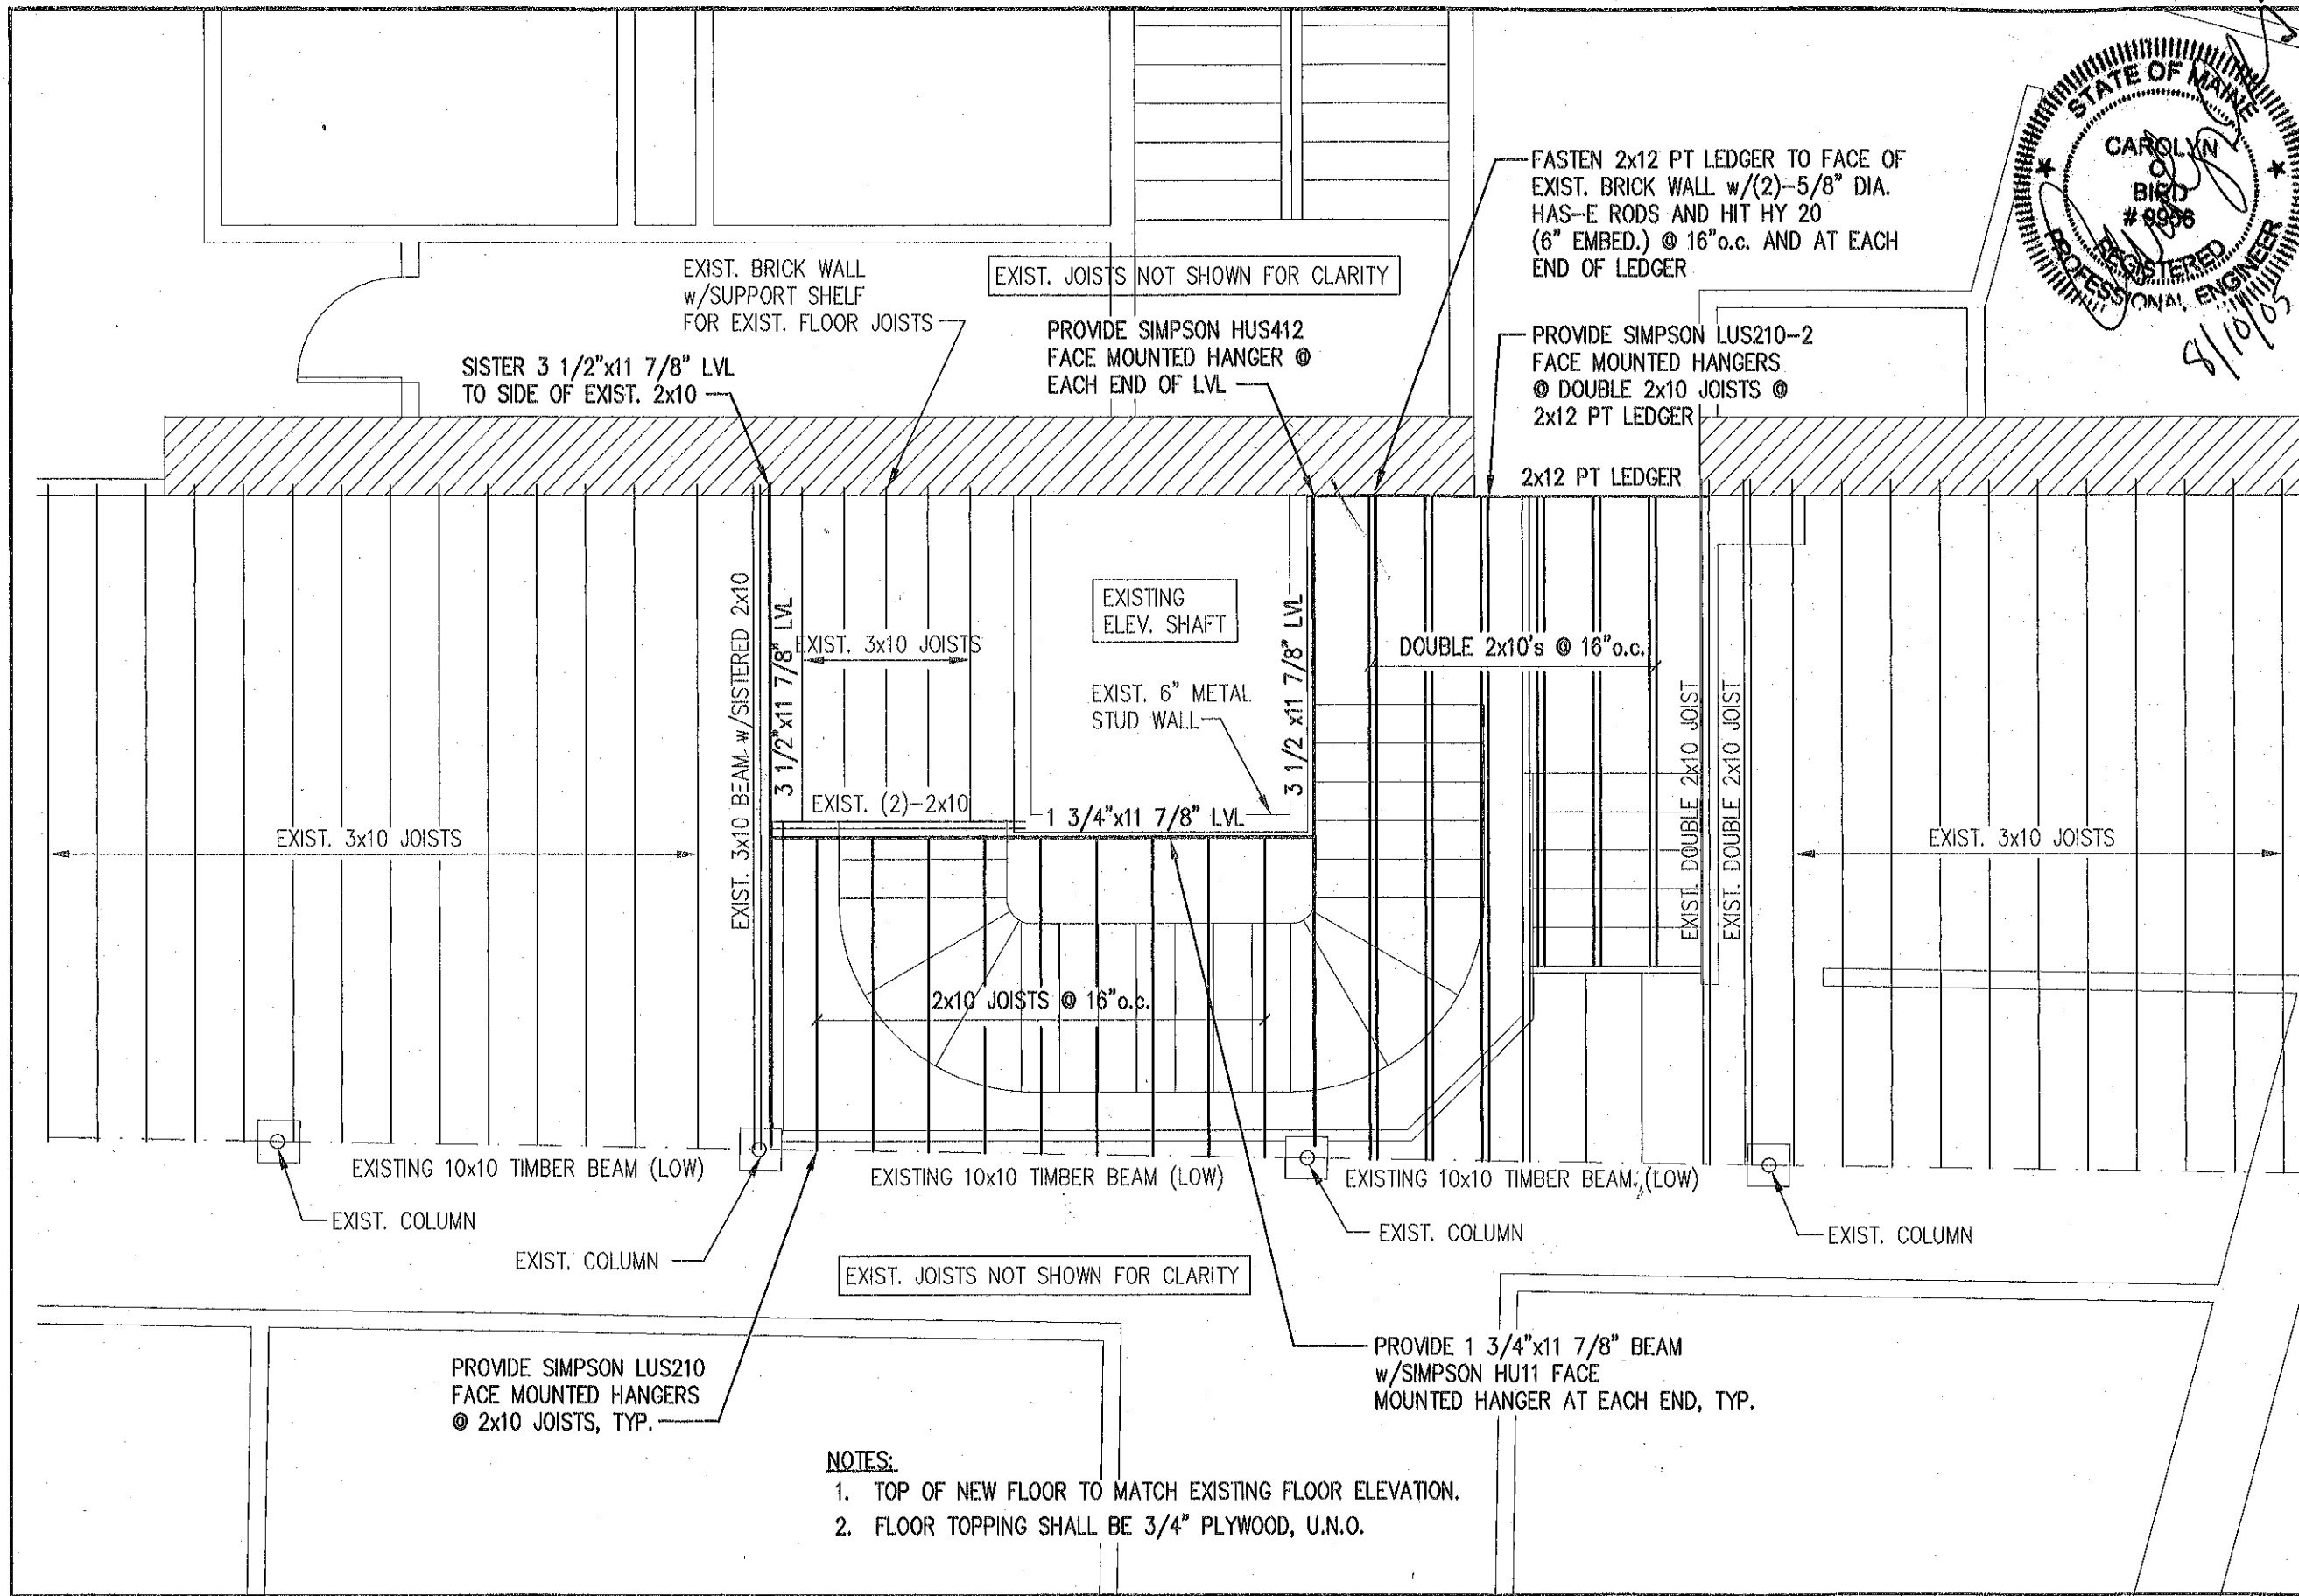 STATE OF MAINE
CAROLYN
BIRD
REGISTERED
PROFESSIONAL ENGINEER
8/10/05
FASTEN 2x12 PT LEDGER TO FACE OF
EXIST. BRICK WALL w/(2)-5/8" DIA.
HAS-E RODS AND HIT HY 20
(6" EMBED.) @ 16"o.c. AND AT EACH
END OF LEDGER
EXIST. BRICK WALL
w/SUPPORT SHELF
FOR EXIST. FLOOR JOISTS
EXIST. JOISTS NOT SHOWN FOR CLARITY
SISTER 3 1/2"x11 7/8" LVL
TO SIDE OF EXIST. 2x10
PROVIDE SIMPSON HUS412
FACE MOUNTED HANGER @
EACH END OF LVL
PROVIDE SIMPSON LUS210-2
FACE MOUNTED HANGERS
@ DOUBLE 2x10 JOISTS @
2x12 PT LEDGER
2x12 PT LEDGER
EXIST. 3x10 BEAM w/SISTERED 2x10
3 1/2"x11 7/8" LVL
EXIST. 3x10 JOISTS
EXISTING
ELEV. SHAFT
EXIST. 6" METAL
STUD WALL
3 1/2 x11 7/8" LVL
DOUBLE 2x10's @ 16"o.c.
EXIST. DOUBLE 2x10 JOIST
EXIST. DOUBLE 2x10 JOIST
EXIST. (2)-2x10
1 3/4"x11 7/8" LVL
EXIST. 3x10 JOISTS
EXIST. 3x10 JOISTS
2x10 JOISTS @ 16"o.c.
EXISTING 10x10 TIMBER BEAM (LOW)
EXISTING 10x10 TIMBER BEAM (LOW)
EXISTING 10x10 TIMBER BEAM (LOW)
EXIST. COLUMN
EXIST. COLUMN
EXIST. COLUMN
EXIST. COLUMN
EXIST. JOISTS NOT SHOWN FOR CLARITY
PROVIDE SIMPSON LUS210
FACE MOUNTED HANGERS
@ 2x10 JOISTS, TYP.
PROVIDE 1 3/4"x11 7/8" BEAM
w/SIMPSON HU11 FACE
MOUNTED HANGER AT EACH END, TYP.
NOTES:
1. TOP OF NEW FLOOR TO MATCH EXISTING FLOOR ELEVATION.
2. FLOOR TOPPING SHALL BE 3/4" PLYWOOD, U.N.O.